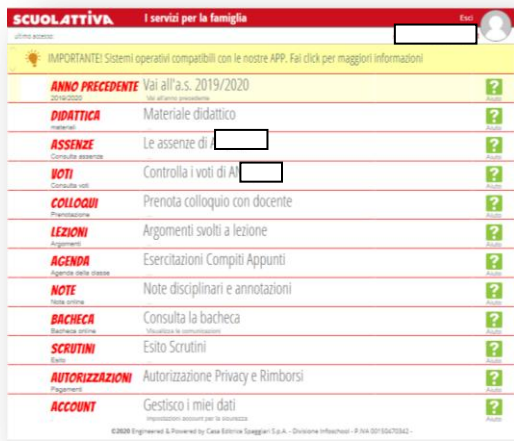 SCUOLATTIVA I servizi per la famiglia Esci
ultimo accesso
IMPORTANTE! Sistemi operativi compatibili con le nostre APP. Fai click per maggiori informazioni
ANNO PRECEDENTE Vai all'a.s. 2019/2020 ?
2019/2020 Vai all'anno precedente Aiuto
DIDATTICA Materiale didattico ?
materiali Aiuto
ASSENZE Le assenze di A ?
Consulta assenze Aiuto
VOTI Controlla i voti di AM ?
Consulta voti Aiuto
COLLOQUI Prenota colloquio con docente ?
Prenotazione Aiuto
LEZIONI Argomenti svolti a lezione ?
Argomenti Aiuto
AGENDA Esercitazioni Compiti Appunti ?
Agenda della classe Aiuto
NOTE Note disciplinari e annotazioni ?
Note online Aiuto
BACHECA Consulta la bacheca ?
Bacheca online Visualizza le comunicazioni Aiuto
SCRUTINI Esito Scrutini ?
Esito Aiuto
AUTORIZZAZIONI Autorizzazione Privacy e Rimborsi ?
Pagamenti Aiuto
ACCOUNT Gestisco i miei dati ?
Impostazioni account per la sicurezza Aiuto
©2020 Engineered & Powered by Casa Editrice Spaggiari S.p.A. - Divisione Infoschool - P.IVA 00150470342 -